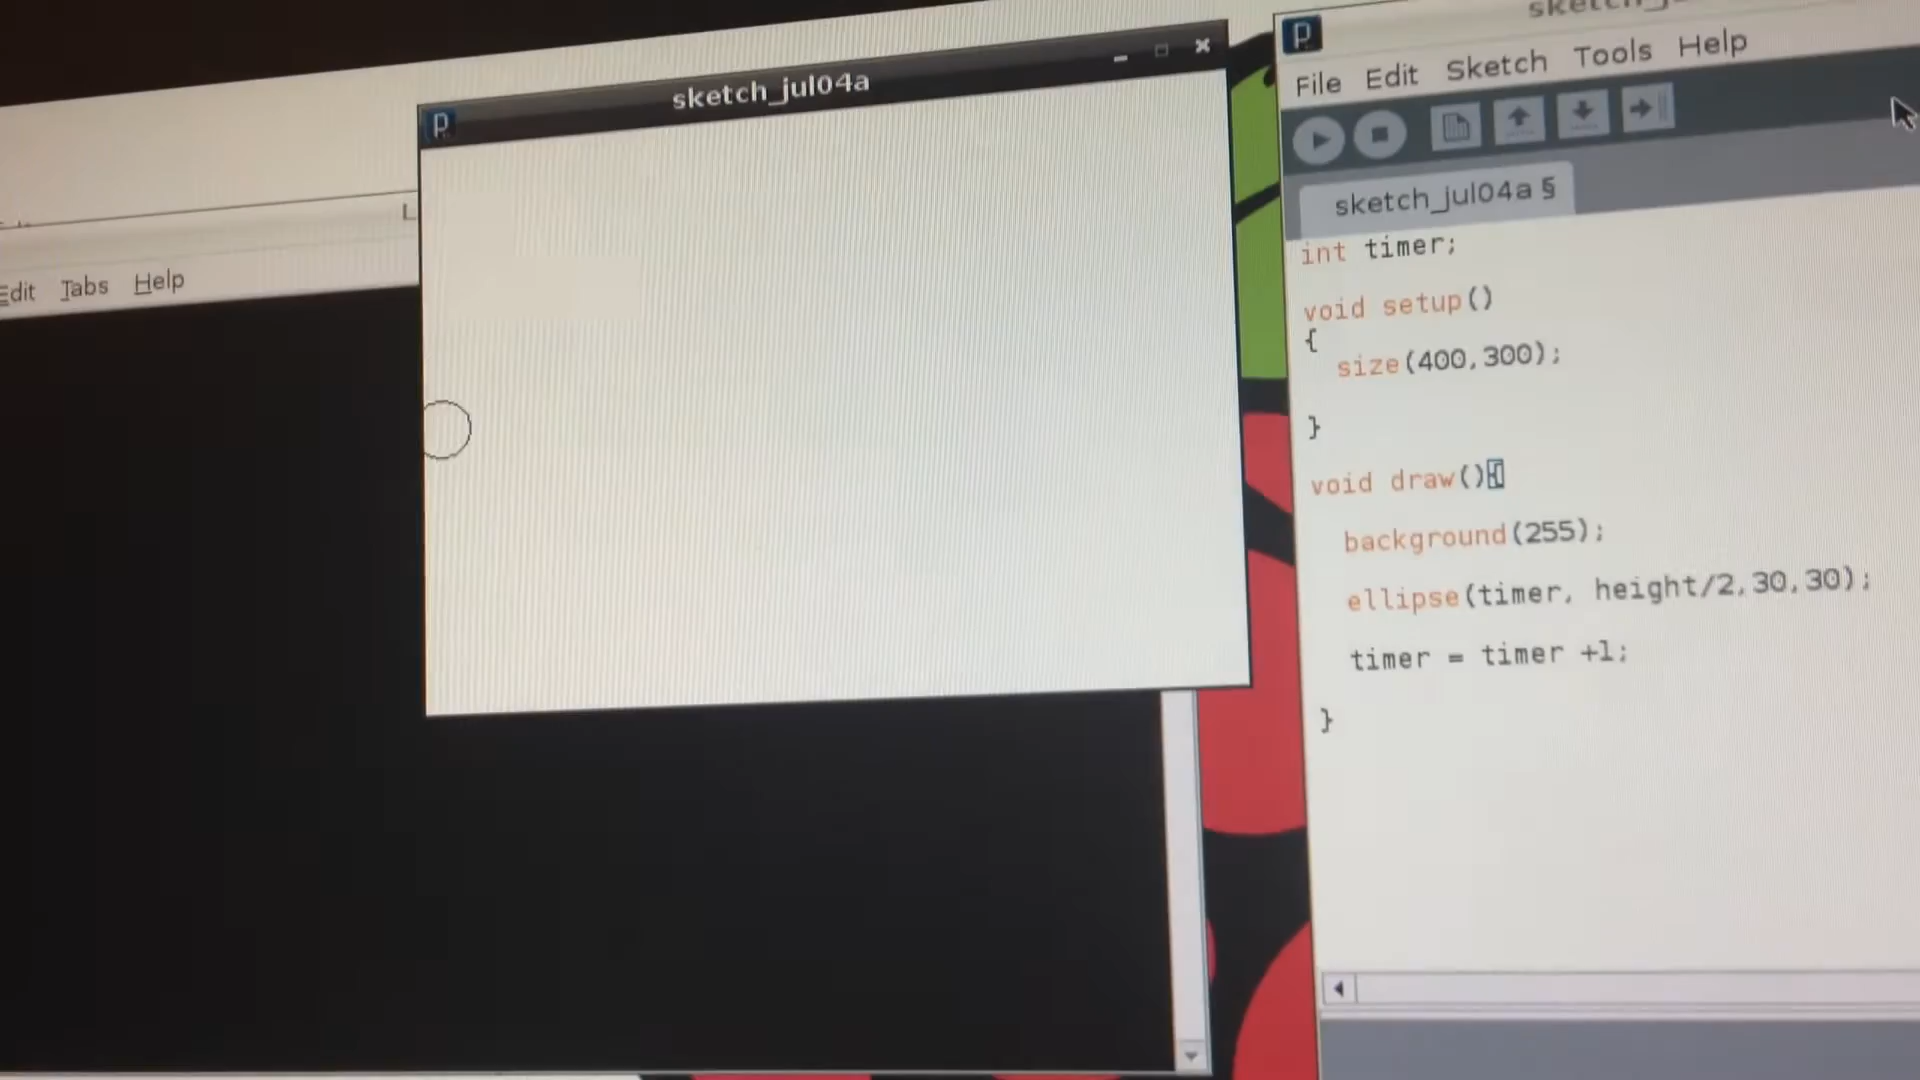 sketch_jul04a
Edit Tabs Help
File Edit Sketch Tools Help
sketch_jul04a §
int timer;
void setup()
{
size(400,300);
}
void draw(){
background(255);
ellipse(timer, height/2,30,30);
timer = timer +1;
}